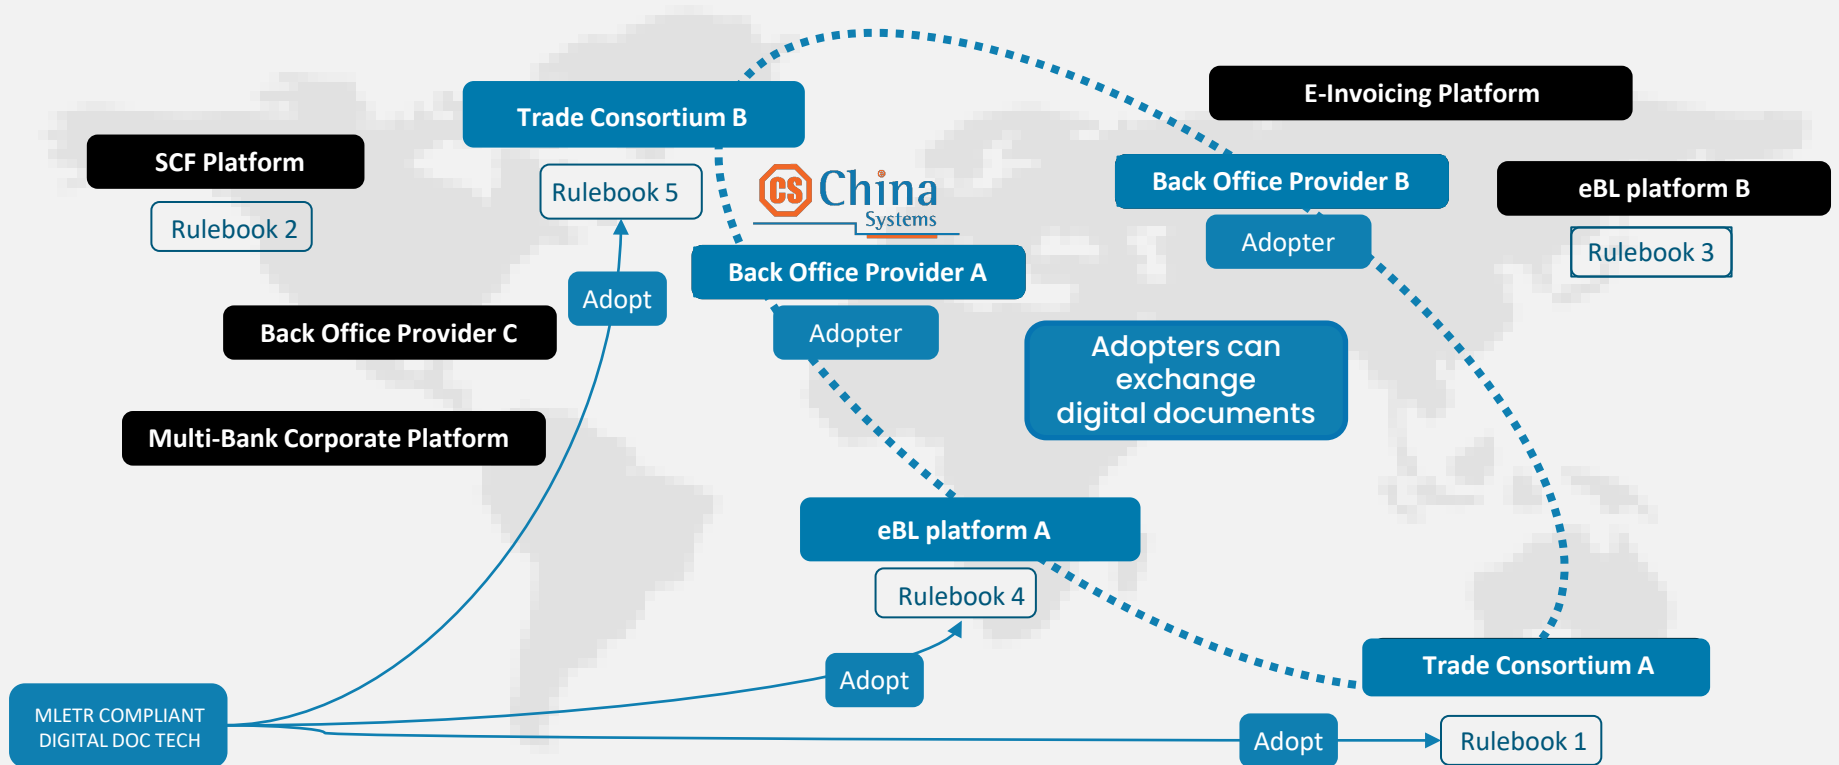 Trade Consortium B
E-Invoicing Platform
SCF Platform
Rulebook 2
Rulebook 5
CS China
Systems
Back Office Provider B
Adopter
eBL platform B
Rulebook 3
Back Office Provider A
Adopter
Adopt
Back Office Provider C
Adopters can
exchange
digital documents
Multi-Bank Corporate Platform
eBL platform A
Rulebook 4
Adopt
Trade Consortium A
MLETR COMPLIANT
DIGITAL DOC TECH
Adopt
Rulebook 1